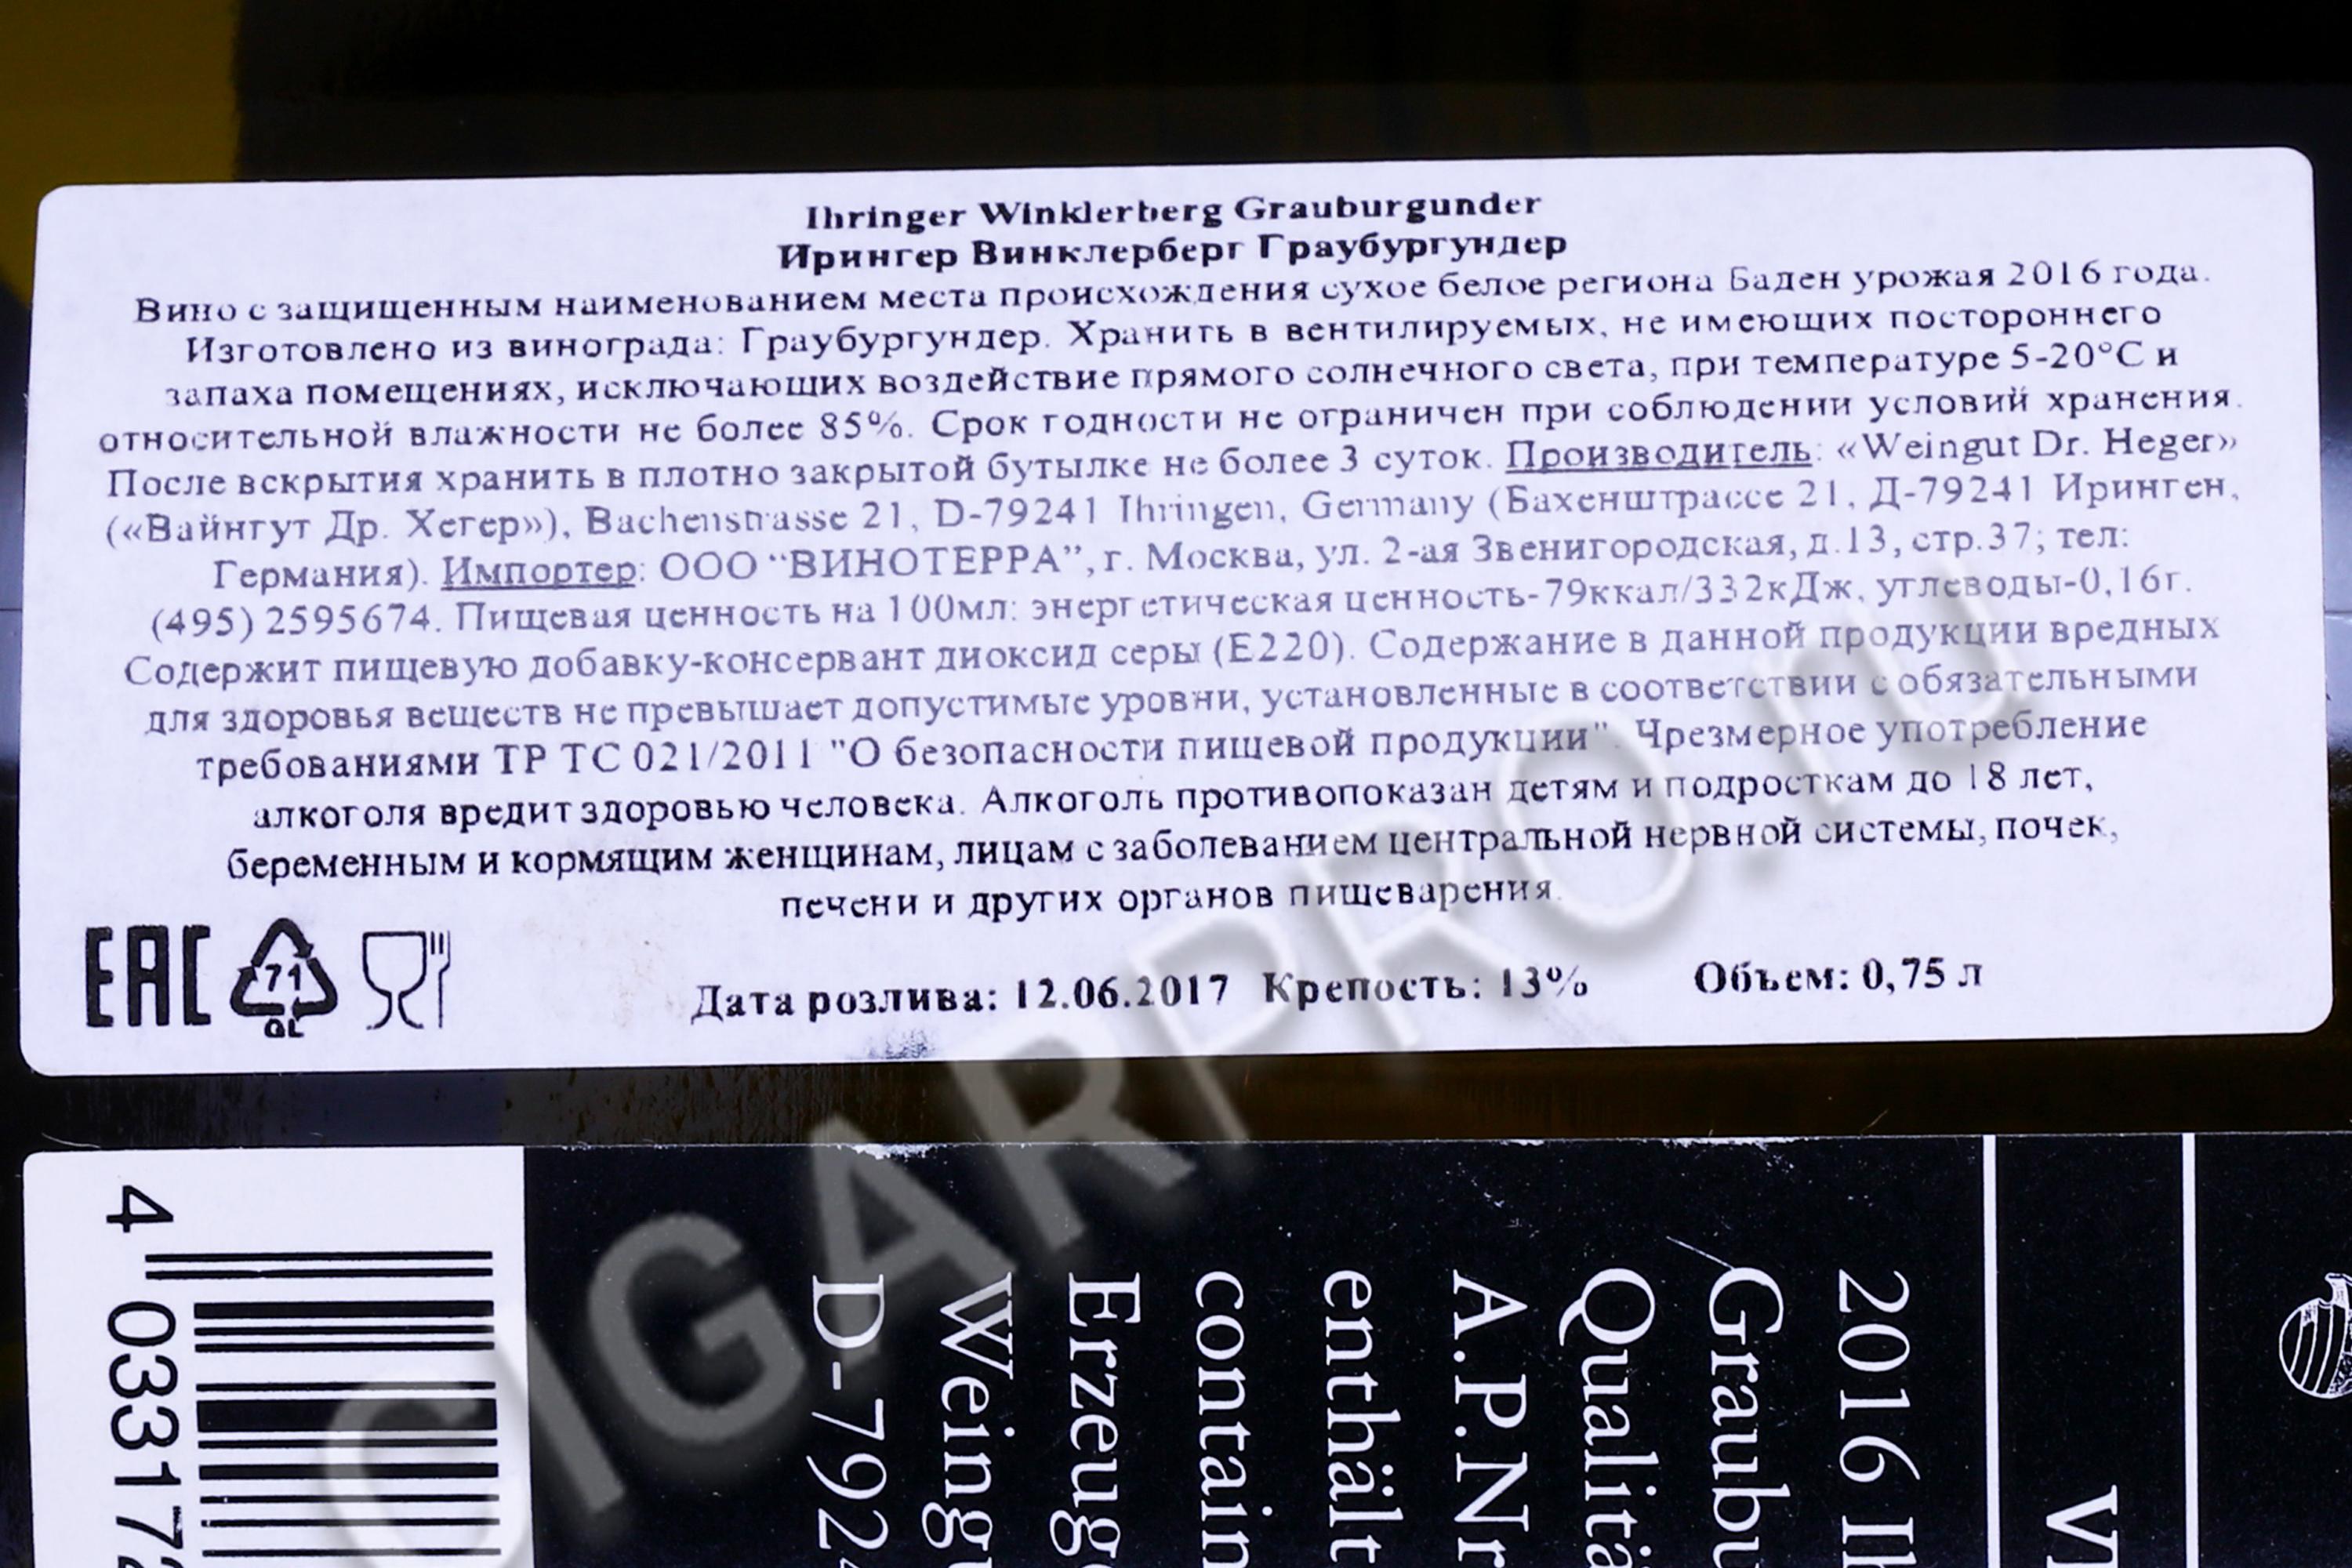 Ihringer Winklerberg Grauburgunder
Ирингер Винклерберг Граубургундер
Вино с защищенным наименованием места происхождения сухое белое региона Баден урожая 2016 года.
Изготовлено из винограда: Граубургундер. Хранить в вентилируемых, не имеющих постороннего
запаха помещениях, исключающих воздействие прямого солнечного света, при температуре 5-20°С и
относительной влажности не более 85%. Срок годности не ограничен при соблюдении условий хранения.
После вскрытия хранить в плотно закрытой бутылке не более 3 суток. Производитель: «Weingut Dr. Heger»
(«Вайнгут Др. Хегер»), Bachenstrasse 21, D-79241 Ihringen, Germany (Бахенштрассе 21, Д-79241 Иринген,
Германия). Импортер: ООО “ВИНОТЕРРА”, г. Москва, ул. 2-ая Звенигородская, д.13, стр.37; тел:
(495) 2595674. Пищевая ценность на 100мл: энергетическая ценность-79ккал/332кДж, углеводы-0,16г.
Содержит пищевую добавку-консервант диоксид серы (Е220). Содержание в данной продукции вредных
для здоровья веществ не превышает допустимые уровни, установленные в соответствии с обязательными
требованиями ТР ТС 021/2011 "О безопасности пищевой продукции". Чрезмерное употребление
алкоголя вредит здоровью человека. Алкоголь противопоказан детям и подросткам до 18 лет,
беременным и кормящим женщинам, лицам с заболеванием центральной нервной системы, почек,
печени и других органов пищеварения.
EAC 71 GL
Дата розлива: 12.06.2017 Крепость: 13% Объем: 0,75 л
CIGARPRO.ru
2016 Ih
Graubu
Qualitä
A.P.Nr
enthält
contain
Erzeug
Weingu
D-792
4 03317